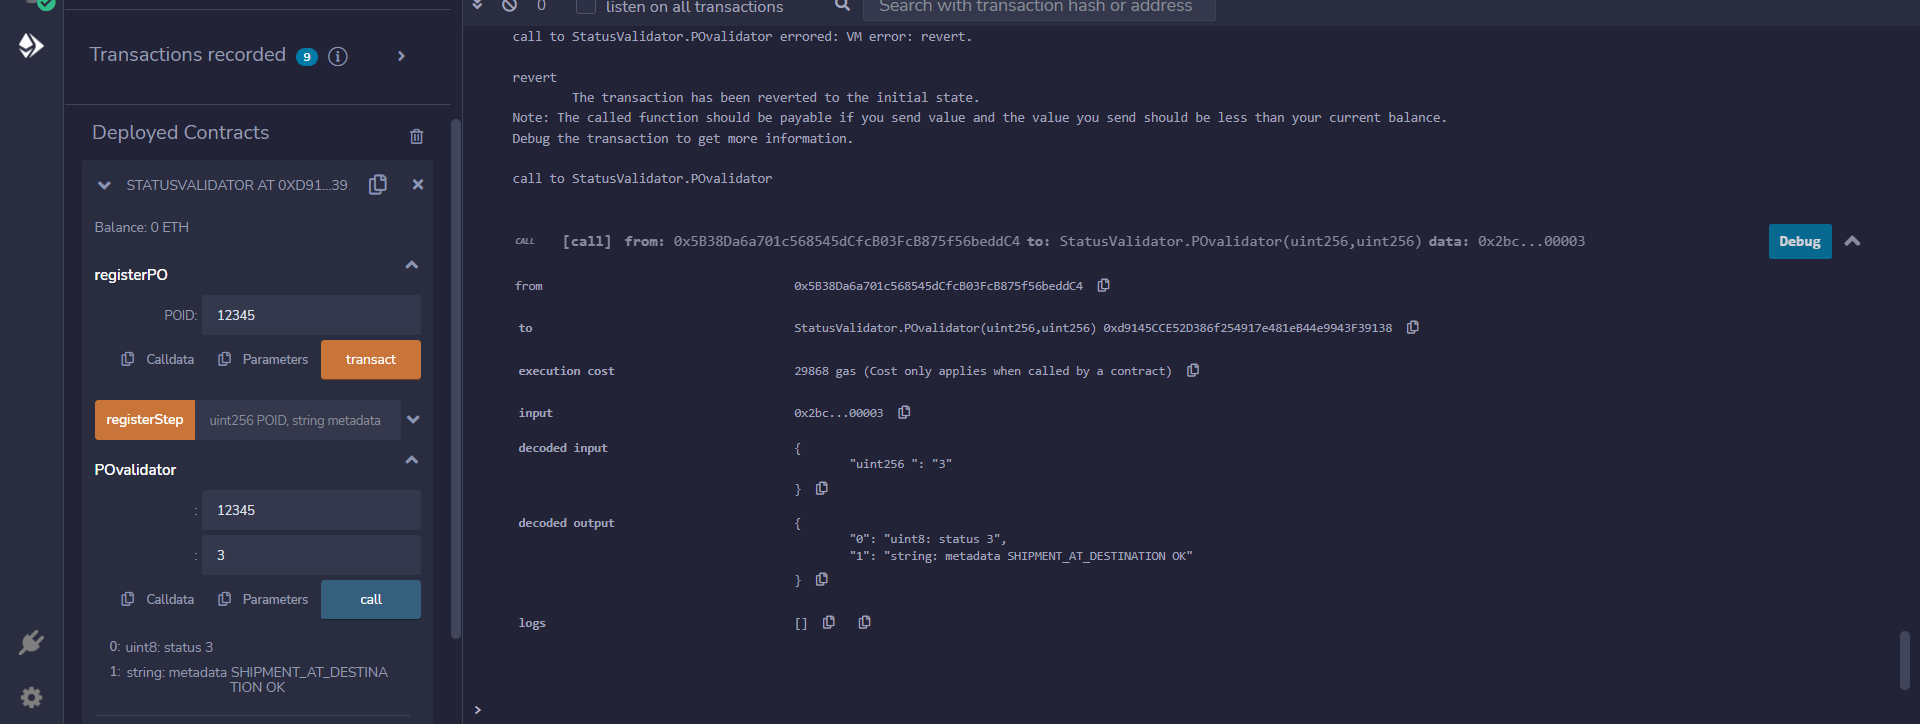 Transactions recorded 9
Deployed Contracts
STATUSVALIDATOR AT 0XD91...39
Balance: 0 ETH
registerPO
POID: 12345
Calldata Parameters transact
registerStep uint256 POID, string metadata
POvalidator
: 12345
: 3
Calldata Parameters call
0: uint8: status 3
1: string: metadata SHIPMENT_AT_DESTINA
TION OK
0 listen on all transactions Search with transaction hash or address
call to StatusValidator.POvalidator errored: VM error: revert.
revert
The transaction has been reverted to the initial state.
Note: The called function should be payable if you send value and the value you send should be less than your current balance.
Debug the transaction to get more information.
call to StatusValidator.POvalidator
CALL [call] from: 0x5B38Da6a701c568545dCfcB03FcB875f56beddC4 to: StatusValidator.POvalidator(uint256,uint256) data: 0x2bc...00003 Debug
from 0x5B38Da6a701c568545dCfcB03FcB875f56beddC4
to StatusValidator.POvalidator(uint256,uint256) 0xd9145CCE52D386f254917e481eB44e9943F39138
execution cost 29868 gas (Cost only applies when called by a contract)
input 0x2bc...00003
decoded input {
"uint256 ": "3"
}
decoded output {
"0": "uint8: status 3",
"1": "string: metadata SHIPMENT_AT_DESTINATION OK"
}
logs []
>